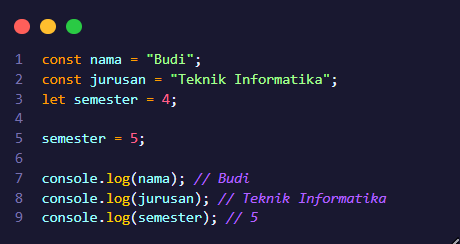 1 const nama = "Budi";
2 const jurusan = "Teknik Informatika";
3 let semester = 4;
4
5 semester = 5;
6
7 console.log(nama); // Budi
8 console.log(jurusan); // Teknik Informatika
9 console.log(semester); // 5